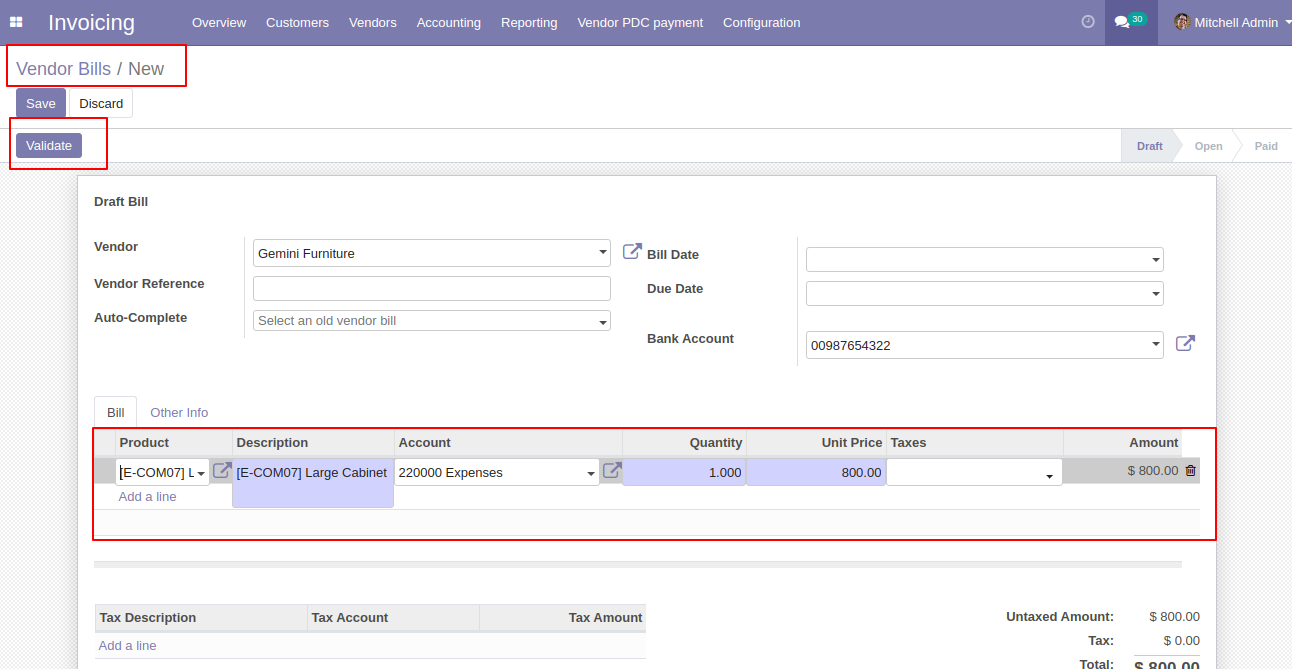 Invoicing Overview Customers Vendors Accounting Reporting Vendor PDC payment Configuration 30 Mitchell Admin
Vendor Bills / New
Save Discard
Validate Draft Open Paid
Draft Bill
Vendor Gemini Furniture Bill Date
Vendor Reference Due Date
Auto-Complete Select an old vendor bill
Bank Account 00987654322
Bill Other Info
Product Description Account Quantity Unit Price Taxes Amount
[E-COM07] L [E-COM07] Large Cabinet 220000 Expenses 1.000 800.00 $ 800.00
Add a line
Tax Description Tax Account Tax Amount Untaxed Amount: $ 800.00
Add a line Tax: $ 0.00
Total: $ 800.00